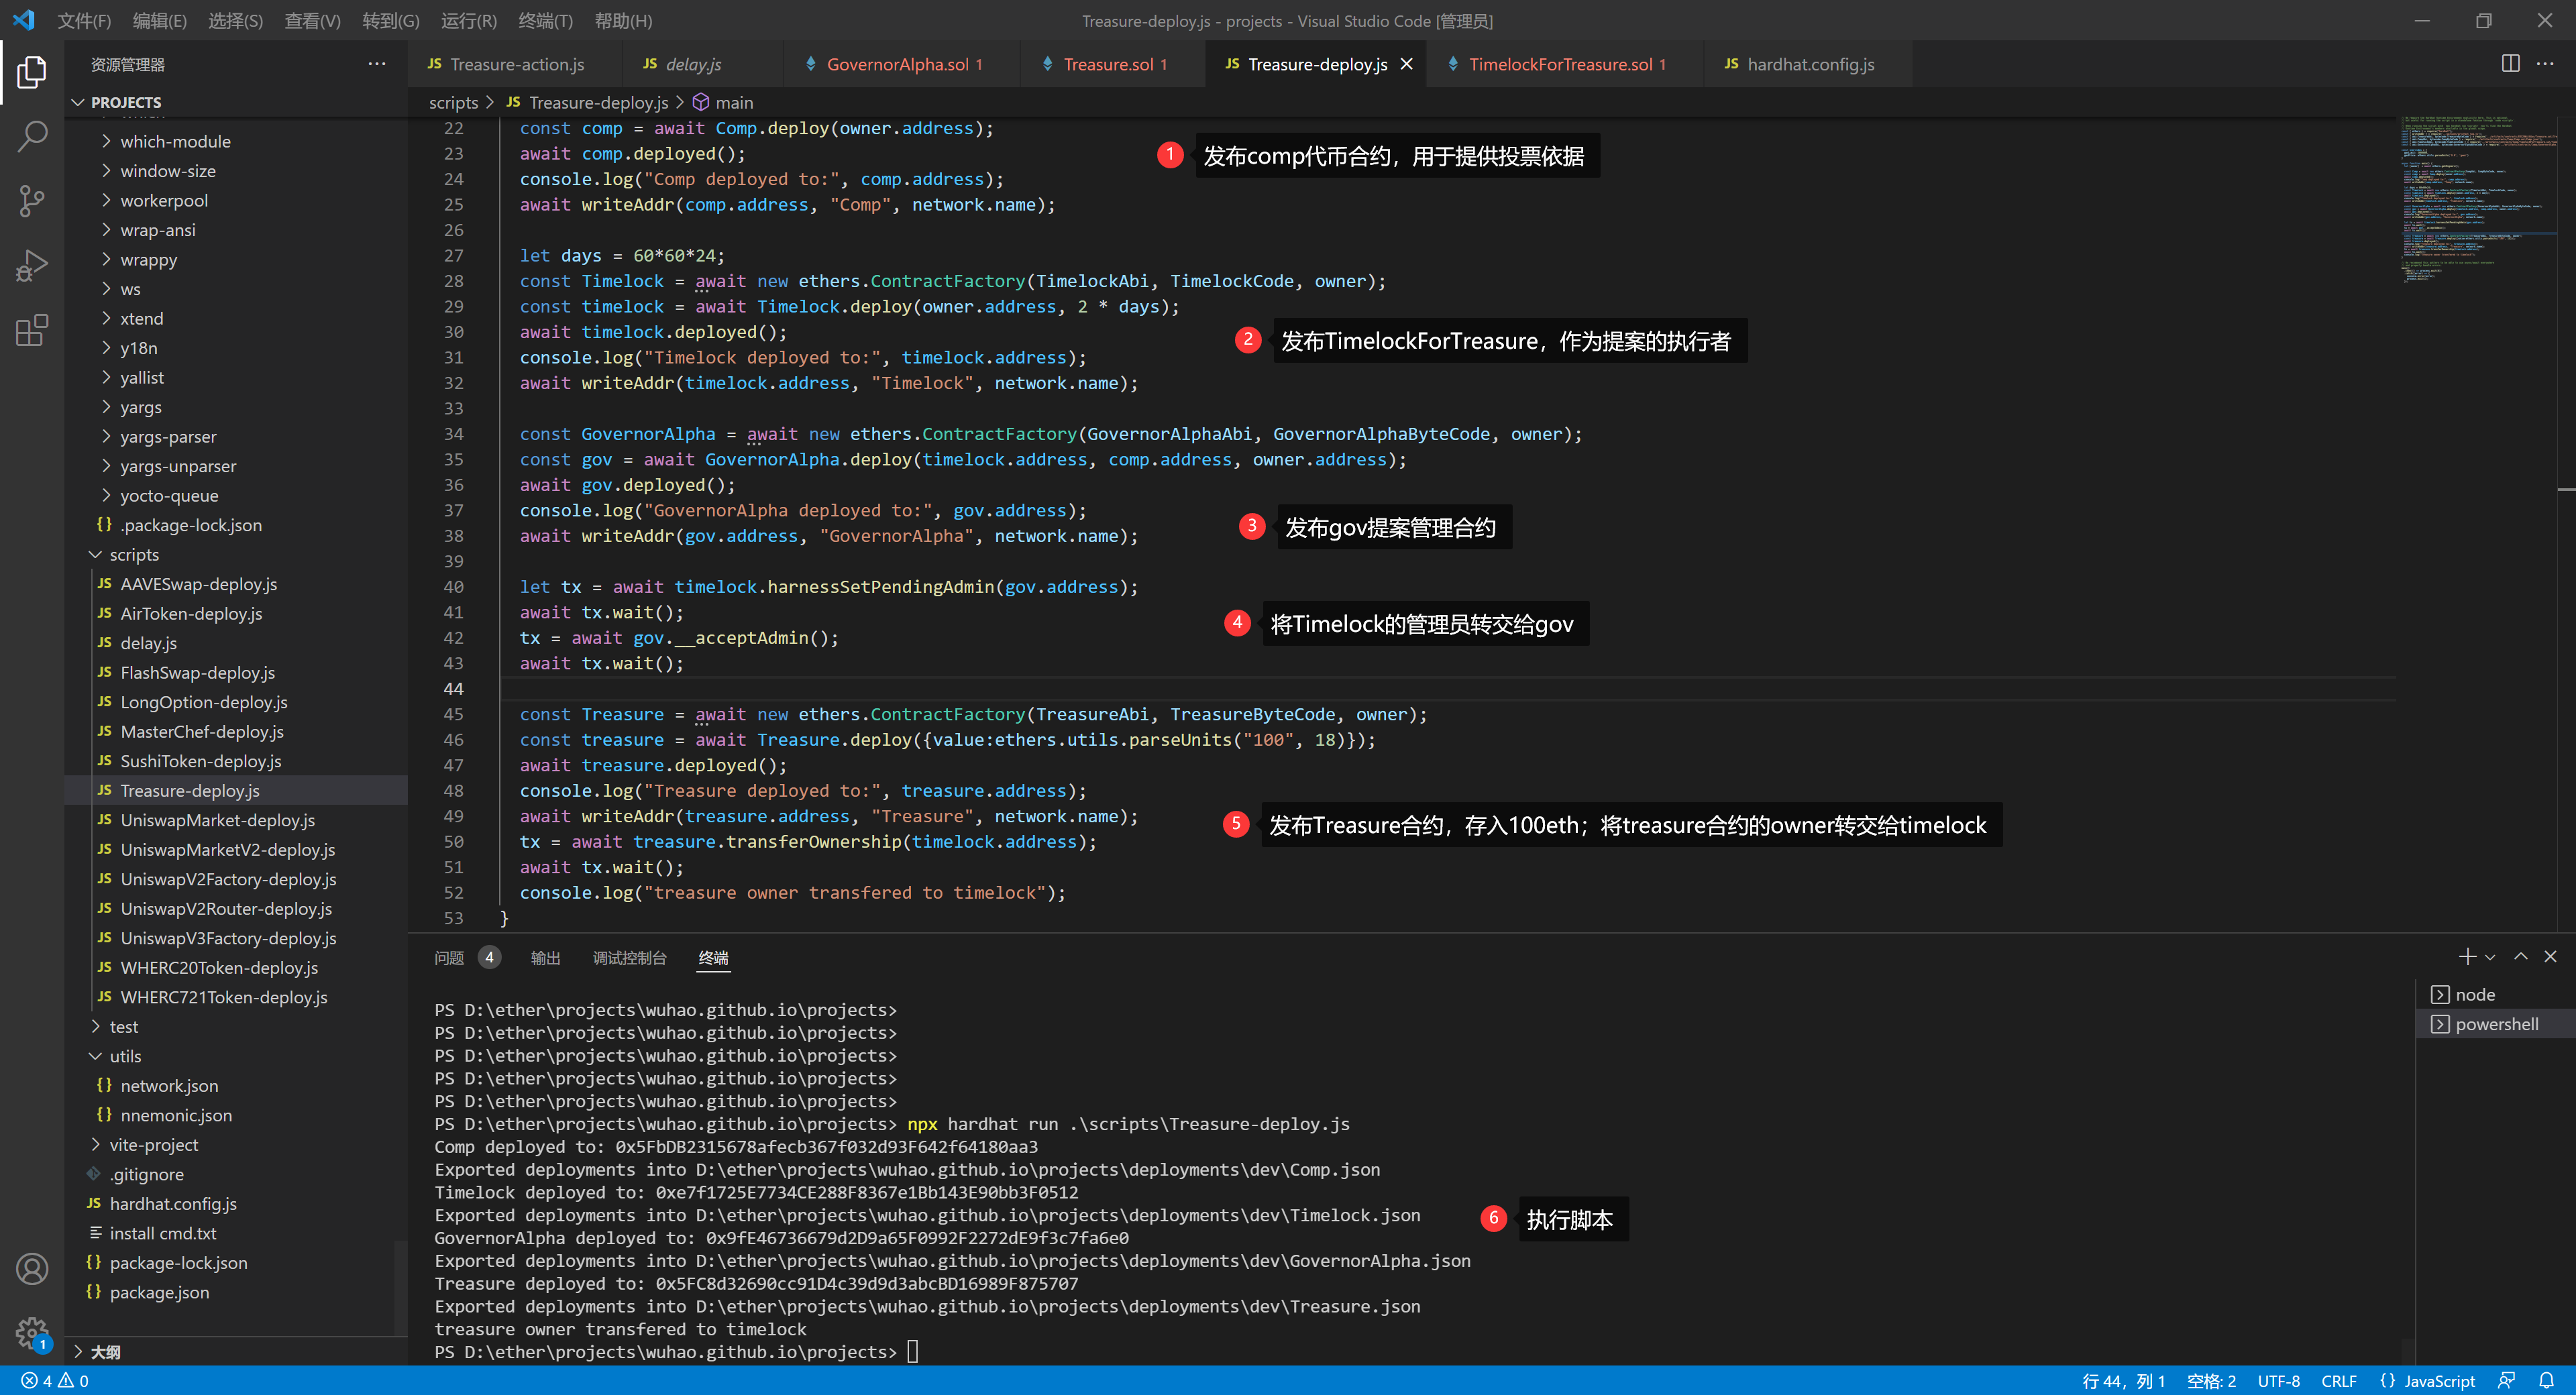 文件(F) 编辑(E) 选择(S) 查看(V) 转到(G) 运行(R) 终端(T) 帮助(H)
Treasure-deploy.js - projects - Visual Studio Code [管理员]
资源管理器
PROJECTS
which-module
window-size
workerpool
wrap-ansi
wrappy
ws
xtend
y18n
yallist
yargs
yargs-parser
yargs-unparser
yocto-queue
{} .package-lock.json
scripts
JS AAVESwap-deploy.js
JS AirToken-deploy.js
JS delay.js
JS FlashSwap-deploy.js
JS LongOption-deploy.js
JS MasterChef-deploy.js
JS SushiToken-deploy.js
JS Treasure-deploy.js
JS UniswapMarket-deploy.js
JS UniswapMarketV2-deploy.js
JS UniswapV2Factory-deploy.js
JS UniswapV2Router-deploy.js
JS UniswapV3Factory-deploy.js
JS WHERC20Token-deploy.js
JS WHERC721Token-deploy.js
test
utils
{} network.json
{} nnemonic.json
vite-project
.gitignore
JS hardhat.config.js
install cmd.txt
{} package-lock.json
{} package.json
大纲
JS Treasure-action.js
JS delay.js
GovernorAlpha.sol 1
Treasure.sol 1
JS Treasure-deploy.js
TimelockForTreasure.sol 1
JS hardhat.config.js
scripts > JS Treasure-deploy.js > main
22 const comp = await Comp.deploy(owner.address);
23 await comp.deployed();
1 发布comp代币合约，用于提供投票依据
24 console.log("Comp deployed to:", comp.address);
25 await writeAddr(comp.address, "Comp", network.name);
26
27 let days = 60*60*24;
28 const Timelock = await new ethers.ContractFactory(TimelockAbi, TimelockCode, owner);
29 const timelock = await Timelock.deploy(owner.address, 2 * days);
30 await timelock.deployed();
2 发布TimelockForTreasure，作为提案的执行者
31 console.log("Timelock deployed to:", timelock.address);
32 await writeAddr(timelock.address, "Timelock", network.name);
33
34 const GovernorAlpha = await new ethers.ContractFactory(GovernorAlphaAbi, GovernorAlphaByteCode, owner);
35 const gov = await GovernorAlpha.deploy(timelock.address, comp.address, owner.address);
36 await gov.deployed();
37 console.log("GovernorAlpha deployed to:", gov.address);
3 发布gov提案管理合约
38 await writeAddr(gov.address, "GovernorAlpha", network.name);
39
40 let tx = await timelock.harnessSetPendingAdmin(gov.address);
41 await tx.wait();
4 将Timelock的管理员转交给gov
42 tx = await gov.__acceptAdmin();
43 await tx.wait();
44
45 const Treasure = await new ethers.ContractFactory(TreasureAbi, TreasureByteCode, owner);
46 const treasure = await Treasure.deploy({value:ethers.utils.parseUnits("100", 18)});
47 await treasure.deployed();
48 console.log("Treasure deployed to:", treasure.address);
49 await writeAddr(treasure.address, "Treasure", network.name);
5 发布Treasure合约，存入100eth；将treasure合约的owner转交给timelock
50 tx = await treasure.transferOwnership(timelock.address);
51 await tx.wait();
52 console.log("treasure owner transfered to timelock");
53 }
问题 4 输出 调试控制台 终端
node
powershell
PS D:\ether\projects\wuhao.github.io\projects>
PS D:\ether\projects\wuhao.github.io\projects>
PS D:\ether\projects\wuhao.github.io\projects>
PS D:\ether\projects\wuhao.github.io\projects>
PS D:\ether\projects\wuhao.github.io\projects>
PS D:\ether\projects\wuhao.github.io\projects> npx hardhat run .\scripts\Treasure-deploy.js
Comp deployed to: 0x5FbDB2315678afecb367f032d93F642f64180aa3
Exported deployments into D:\ether\projects\wuhao.github.io\projects\deployments\dev\Comp.json
Timelock deployed to: 0xe7f1725E7734CE288F8367e1Bb143E90bb3F0512
Exported deployments into D:\ether\projects\wuhao.github.io\projects\deployments\dev\Timelock.json
6 执行脚本
GovernorAlpha deployed to: 0x9fE46736679d2D9a65F0992F2272dE9f3c7fa6e0
Exported deployments into D:\ether\projects\wuhao.github.io\projects\deployments\dev\GovernorAlpha.json
Treasure deployed to: 0x5FC8d32690cc91D4c39d9d3abcBD16989F875707
Exported deployments into D:\ether\projects\wuhao.github.io\projects\deployments\dev\Treasure.json
treasure owner transfered to timelock
PS D:\ether\projects\wuhao.github.io\projects>
1
4 0
行 44，列 1 空格: 2 UTF-8 CRLF {} JavaScript